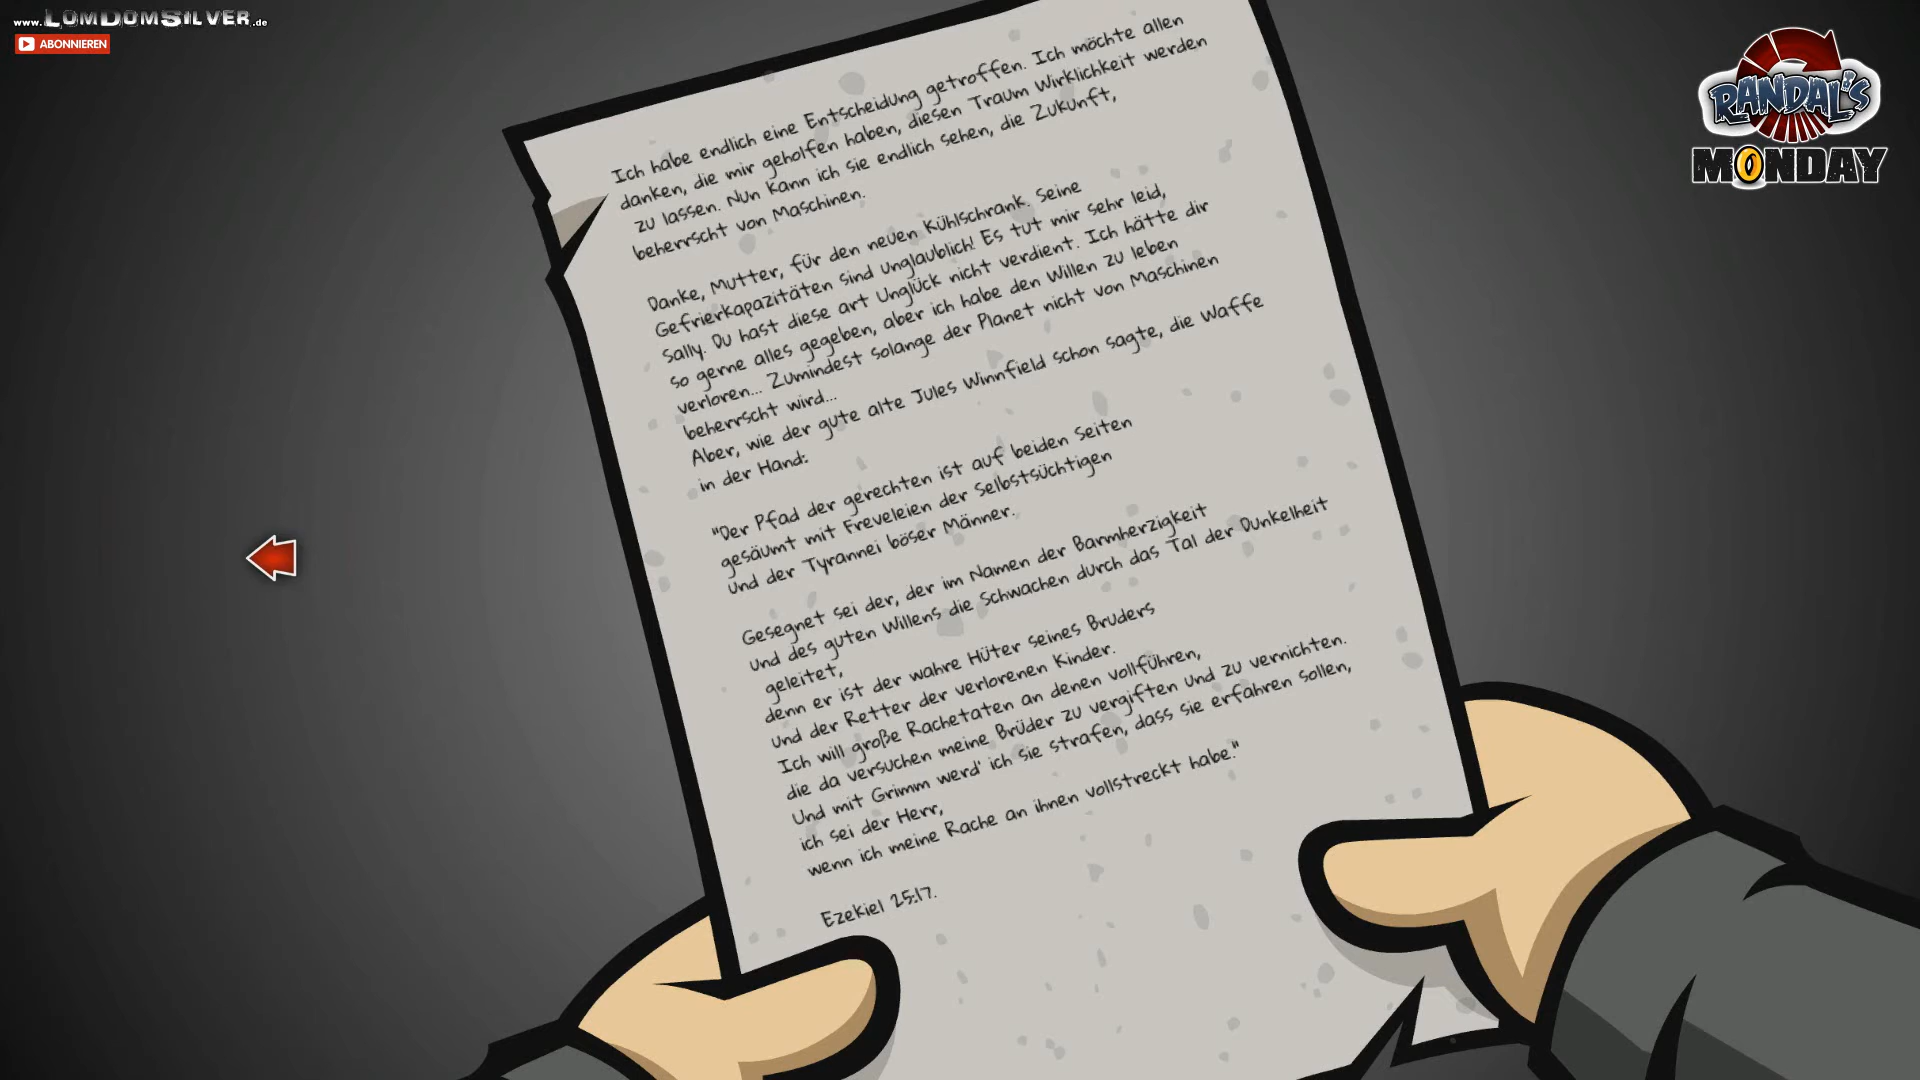 www.LOMDOMSILVER.de
ABONNIEREN
RANDAL'S
MONDAY
Ich habe endlich eine Entscheidung getroffen. Ich möchte allen
danken, die mir geholfen haben, diesen Traum Wirklichkeit werden
zu lassen. Nun kann ich sie endlich sehen, die Zukunft,
beherrscht von Maschinen.
Danke, Mutter, für den neuen Kühlschrank. Seine
Gefrierkapazitäten sind unglaublich! Es tut mir sehr leid,
Sally. Du hast diese art Unglück nicht verdient. Ich hätte dir
so gerne alles gegeben, aber ich habe den Willen zu leben
verloren... Zumindest solange der Planet nicht von Maschinen
beherrscht wird...
Aber, wie der gute alte Jules Winnfield schon sagte, die Waffe
in der Hand:
"Der Pfad der gerechten ist auf beiden Seiten
gesäumt mit Freveleien der Selbstsüchtigen
und der Tyrannei böser Männer.
Gesegnet sei der, der im Namen der Barmherzigkeit
und des guten Willens die Schwachen durch das Tal der Dunkelheit
geleitet,
denn er ist der wahre Hüter seines Bruders
und der Retter der verlorenen Kinder.
Ich will große Rachetaten an denen vollführen,
die da versuchen meine Brüder zu vergiften und zu vernichten.
Und mit Grimm werd' ich sie strafen, dass sie erfahren sollen,
ich sei der Herr,
wenn ich meine Rache an ihnen vollstreckt habe."
Ezekiel 25:17.